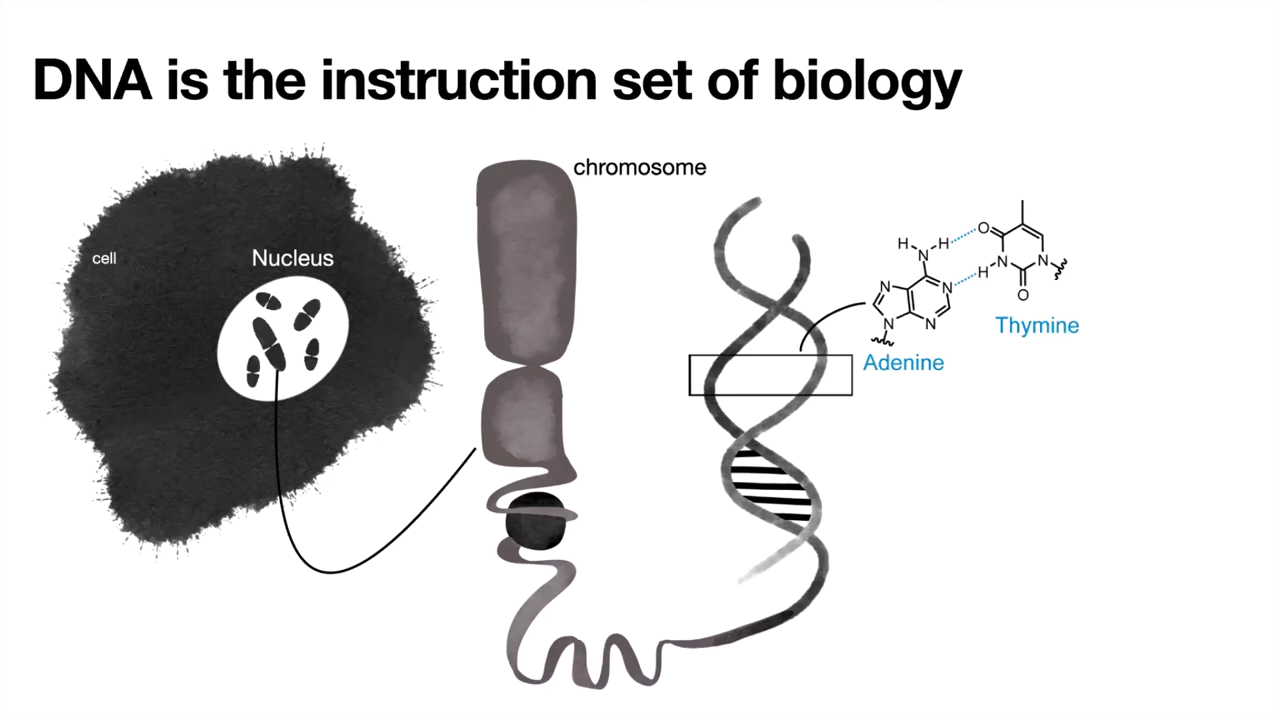 DNA is the instruction set of biology
chromosome
cell
Nucleus
H
H
N
O
N
N
N
N
H
N
N
O
Adenine
Thymine